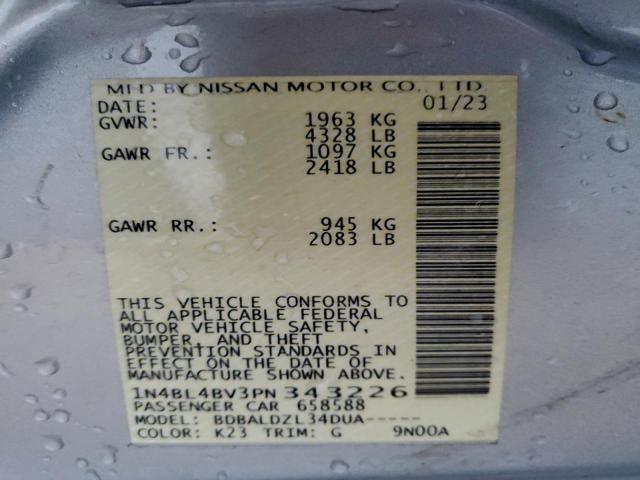 MFD BY NISSAN MOTOR CO., LTD.
DATE: 01/23
GVWR: 1963 KG
4328 LB
GAWR FR.: 1097 KG
2418 LB
GAWR RR.: 945 KG
2083 LB
THIS VEHICLE CONFORMS TO
ALL APPLICABLE FEDERAL
MOTOR VEHICLE SAFETY,
BUMPER, AND THEFT
PREVENTION STANDARDS IN
EFFECT ON THE DATE OF
MANUFACTURE SHOWN ABOVE.
1N4BL4BV3PN 343226
PASSENGER CAR 658588
MODEL: BDBALDZL34DUA-----
COLOR: K23 TRIM: G 9N00A